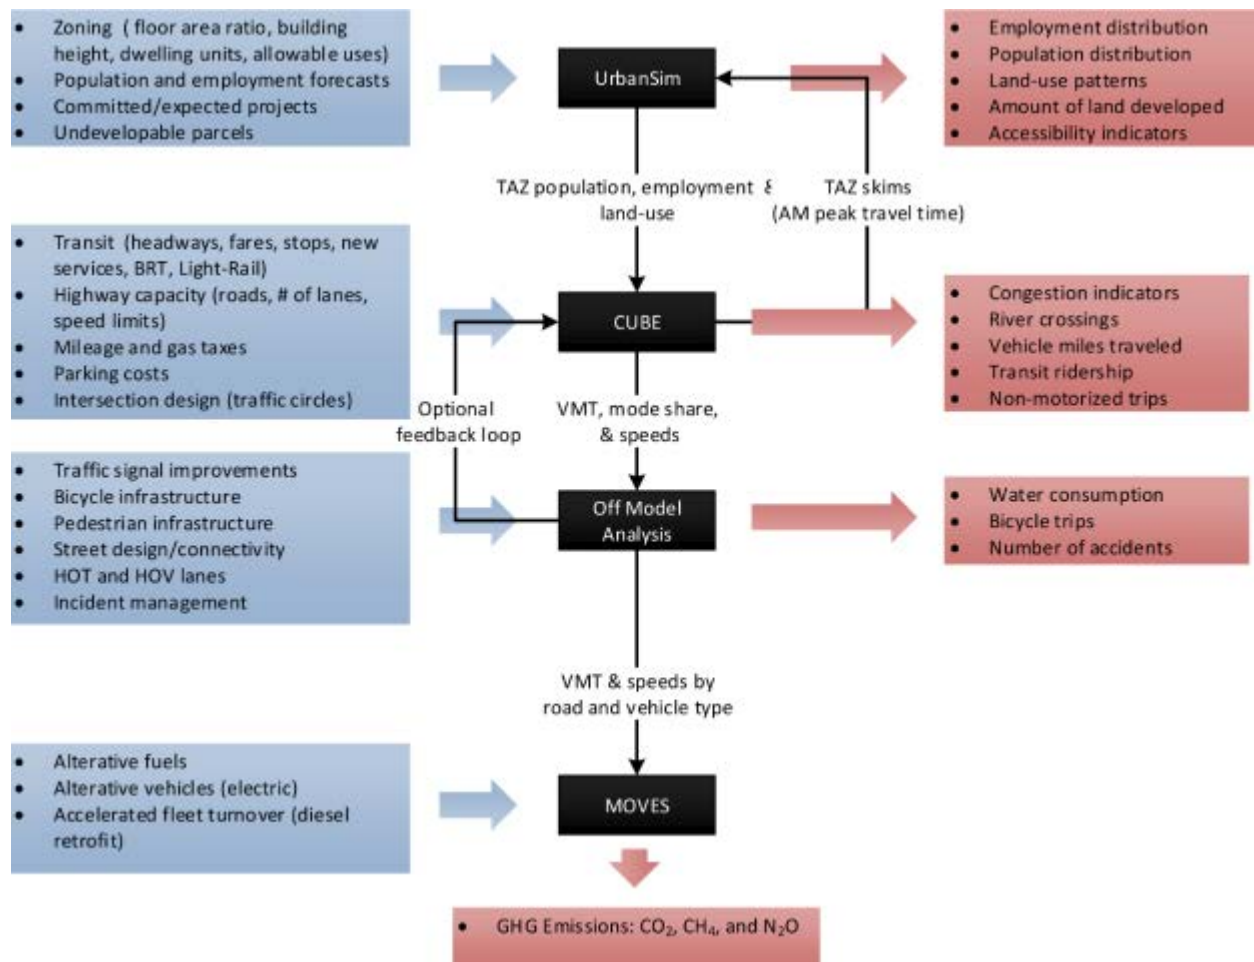 • Zoning ( floor area ratio, building
height, dwelling units, allowable uses)
• Population and employment forecasts
• Committed/expected projects
• Undevelopable parcels
UrbanSim
• Employment distribution
• Population distribution
• Land-use patterns
• Amount of land developed
• Accessibility indicators
TAZ population, employment &
land-use
TAZ skims
(AM peak travel time)
• Transit (headways, fares, stops, new
services, BRT, Light-Rail)
• Highway capacity (roads, # of lanes,
speed limits)
• Mileage and gas taxes
• Parking costs
• Intersection design (traffic circles)
CUBE
• Congestion indicators
• River crossings
• Vehicle miles traveled
• Transit ridership
• Non-motorized trips
Optional
feedback loop
VMT, mode share,
& speeds
• Traffic signal improvements
• Bicycle infrastructure
• Pedestrian infrastructure
• Street design/connectivity
• HOT and HOV lanes
• Incident management
Off Model
Analysis
• Water consumption
• Bicycle trips
• Number of accidents
VMT & speeds by
road and vehicle type
• Alterative fuels
• Alterative vehicles (electric)
• Accelerated fleet turnover (diesel
retrofit)
MOVES
• GHG Emissions: CO₂, CH₄, and N₂O